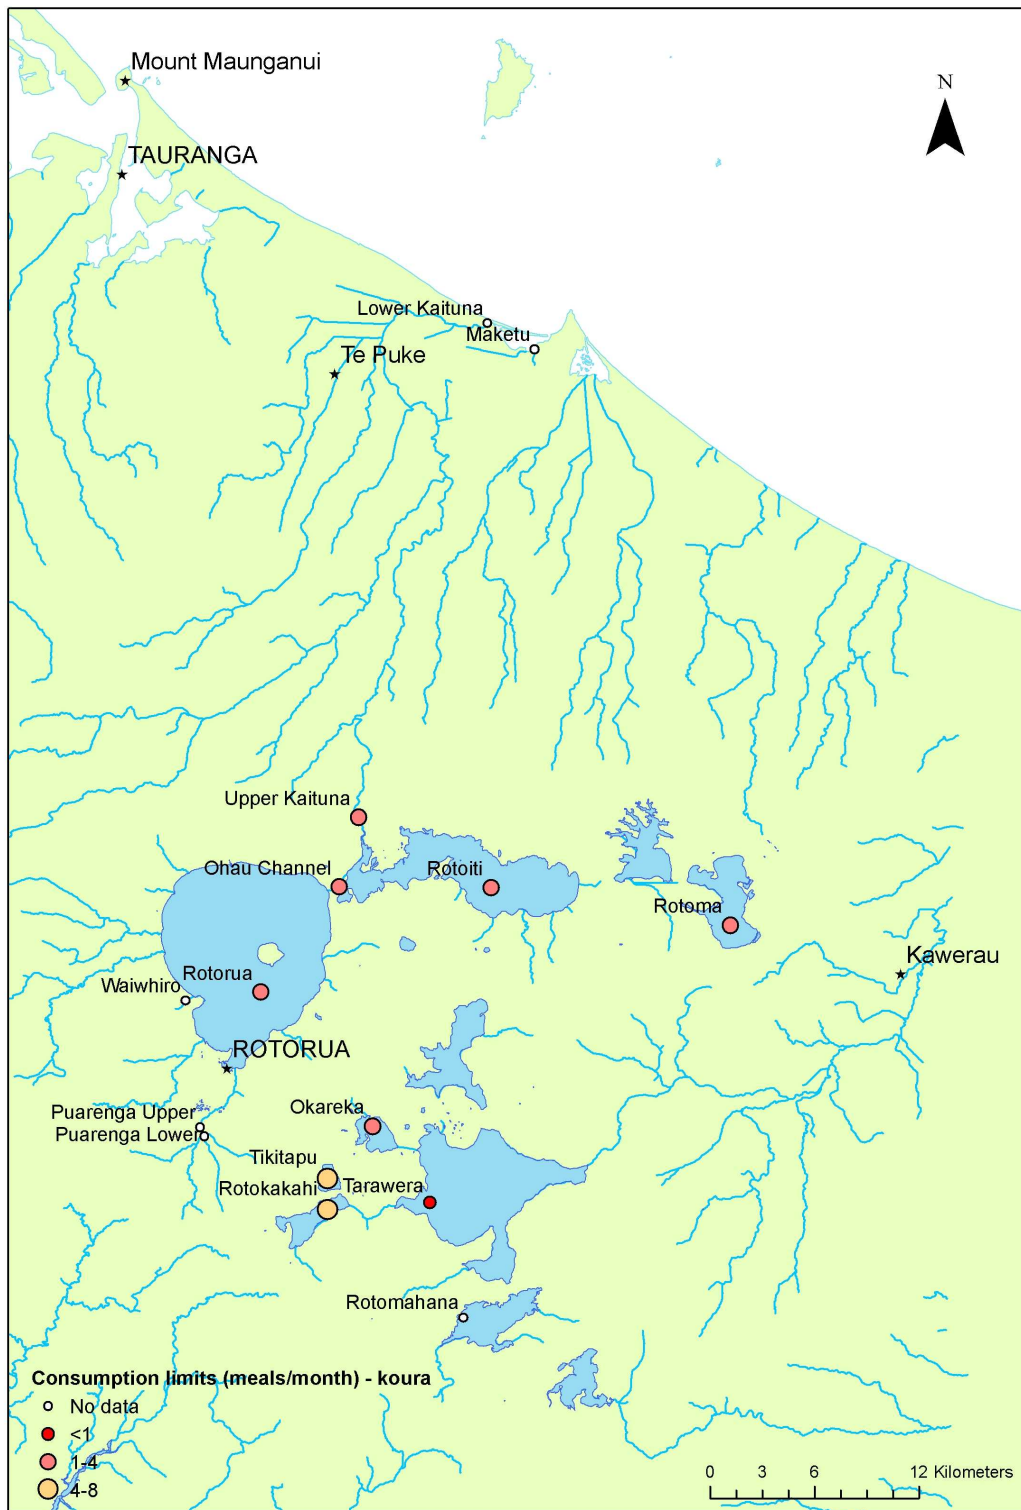 Mount Maunganui
N
TAURANGA
Lower Kaituna
Maketu
Te Puke
Upper Kaituna
Ohau Channel
Rotoiti
Rotoma
Kawerau
Rotorua
Waiwhiro
ROTORUA
Okareka
Puarenga Upper
Puarenga Lower
Tikitapu
Rotokakahi
Tarawera
Rotomahana
Consumption limits (meals/month) - koura
No data
<1
1-4
4-8
0 3 6 12 Kilometers